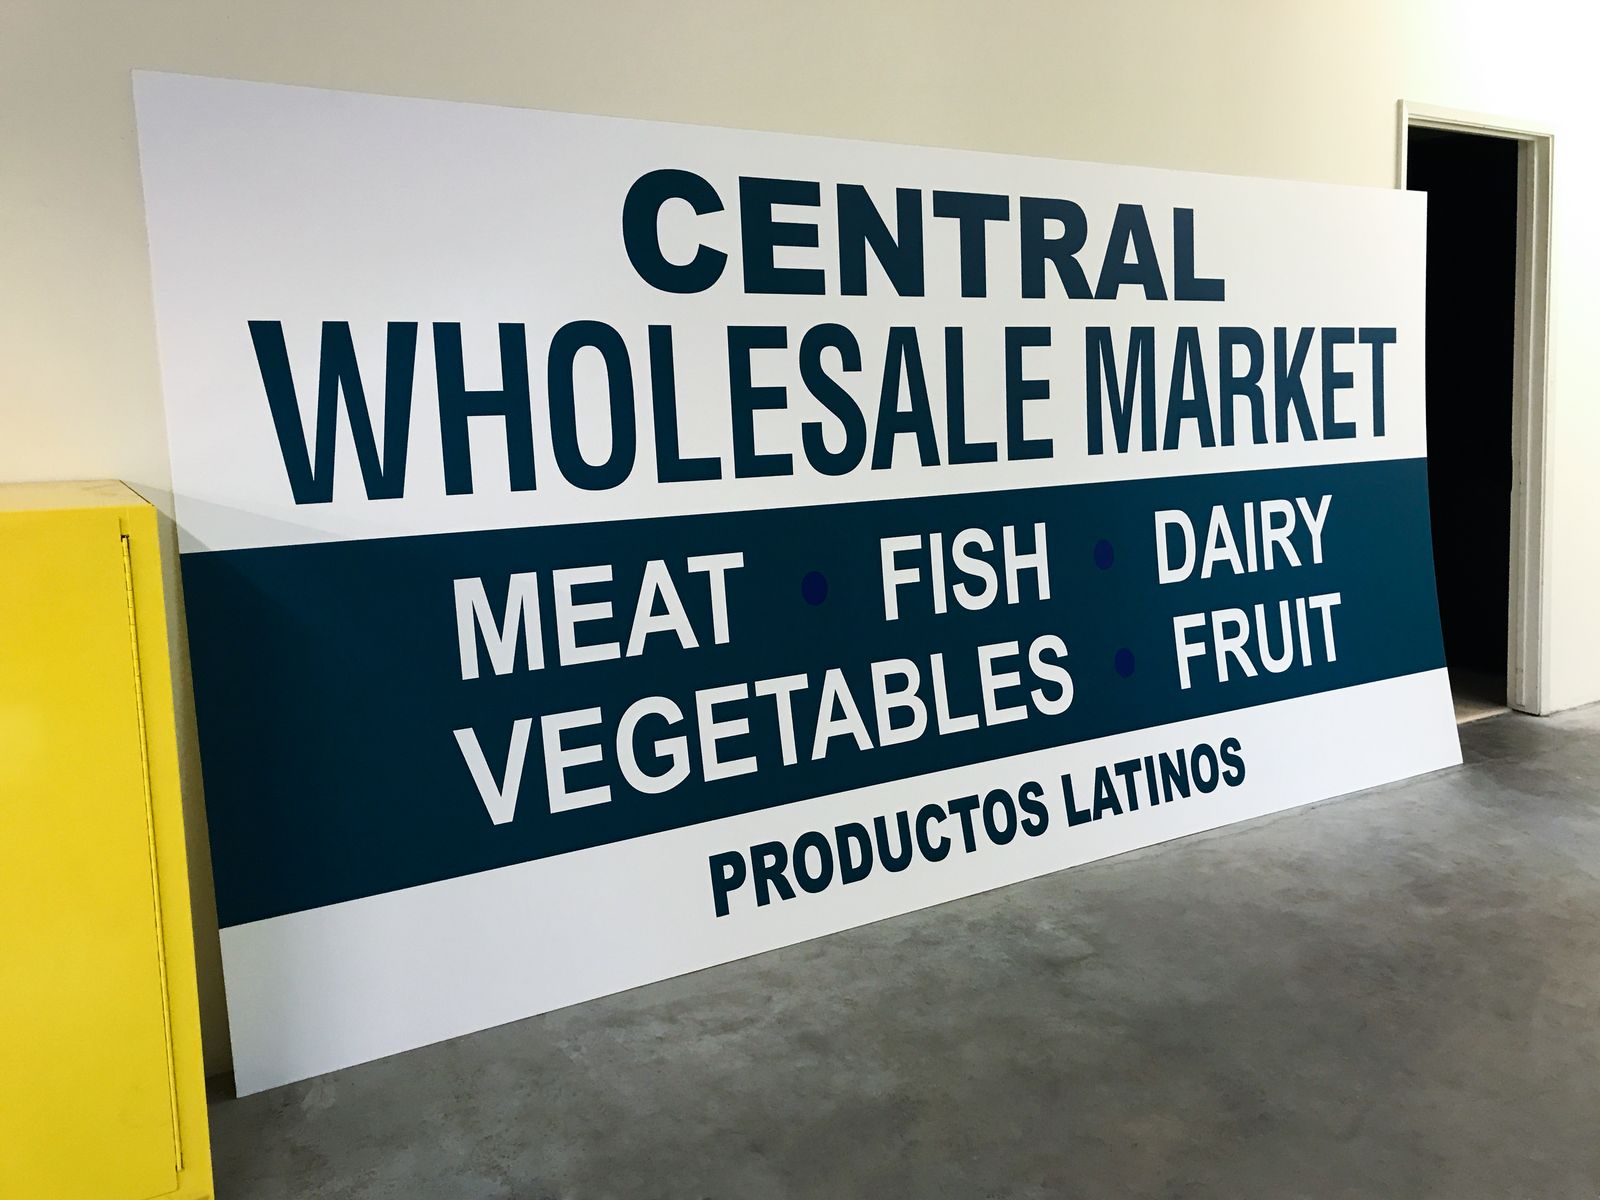 CENTRAL
WHOLESALE MARKET
MEAT • FISH • DAIRY
VEGETABLES • FRUIT
PRODUCTOS LATINOS